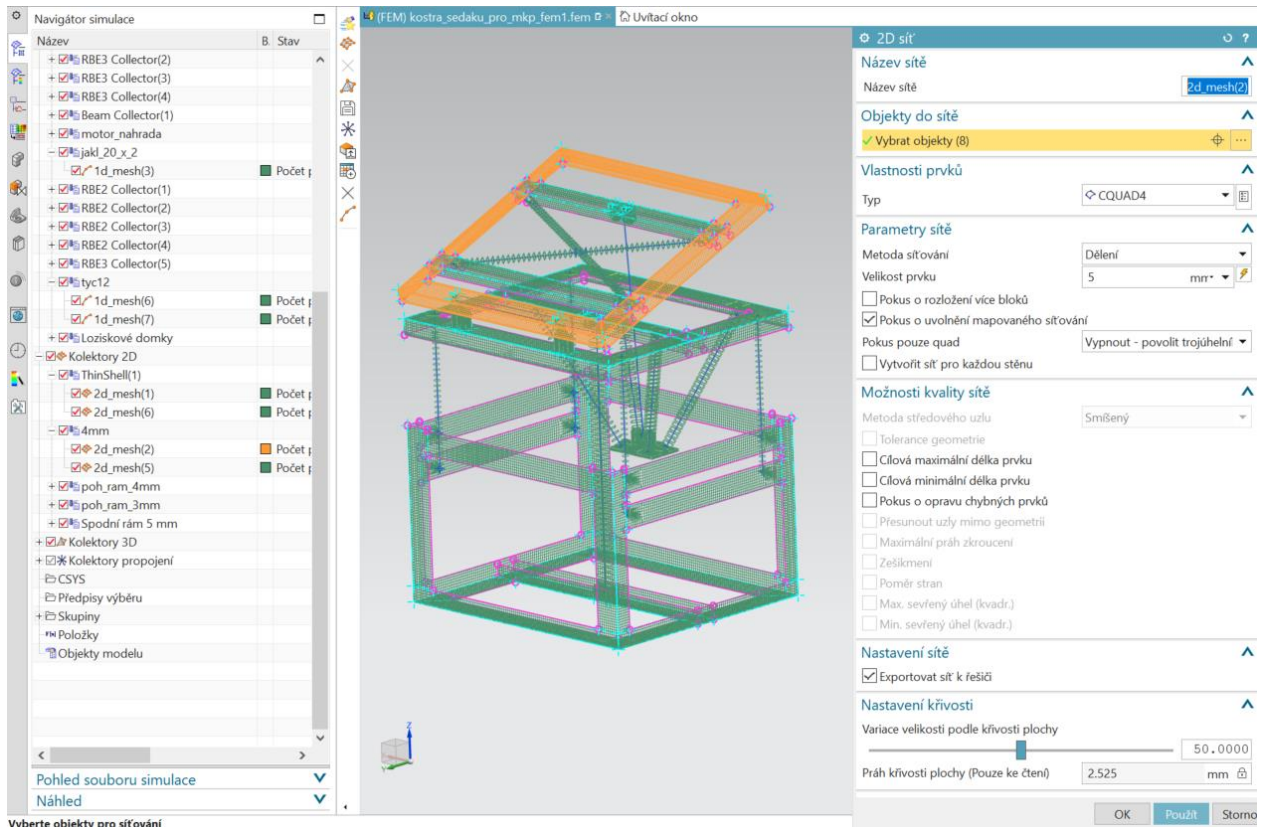 Navigátor simulace
Název B. Stav
RBE3 Collector(2)
RBE3 Collector(3)
RBE3 Collector(4)
Beam Collector(1)
motor_nahrada
jakl_20_x_2
1d_mesh(3) Počet p
RBE2 Collector(1)
RBE2 Collector(2)
RBE2 Collector(3)
RBE2 Collector(4)
RBE3 Collector(5)
tyc12
1d_mesh(6) Počet p
1d_mesh(7) Počet p
Loziskové domky
Kolektory 2D
ThinShell(1)
2d_mesh(1) Počet p
2d_mesh(6) Počet p
4mm
2d_mesh(2) Počet p
2d_mesh(5) Počet p
poh_ram_4mm
poh_ram_3mm
Spodní rám 5 mm
Kolektory 3D
Kolektory propojení
CSYS
Předpisy výběru
Skupiny
Položky
Objekty modelu
Pohled souboru simulace
Náhled
Vyberte objekty pro síťování
(FEM) kostra_sedaku_pro_mkp_fem1.fem
Uvítací okno
Z
Y
2D síť
Název sítě
Název sítě 2d_mesh(2)
Objekty do sítě
Vybrat objekty (8)
Vlastnosti prvků
Typ CQUAD4
Parametry sítě
Metoda síťování Dělení
Velikost prvku 5 mm
Pokus o rozložení více bloků
Pokus o uvolnění mapovaného síťování
Pokus pouze quad Vypnout - povolit trojúhelní
Vytvořit síť pro každou stěnu
Možnosti kvality sítě
Metoda středového uzlu Smíšený
Tolerance geometrie
Cílová maximální délka prvku
Cílová minimální délka prvku
Pokus o opravu chybných prvků
Přesunout uzly mimo geometrii
Maximální práh zkroucení
Zešikmení
Poměr stran
Max. sevřený úhel (kvadr.)
Min. sevřený úhel (kvadr.)
Nastavení sítě
Exportovat síť k řešiči
Nastavení křivosti
Variace velikosti podle křivosti plochy
50.0000
Práh křivosti plochy (Pouze ke čtení) 2.525 mm
OK Použít Storno